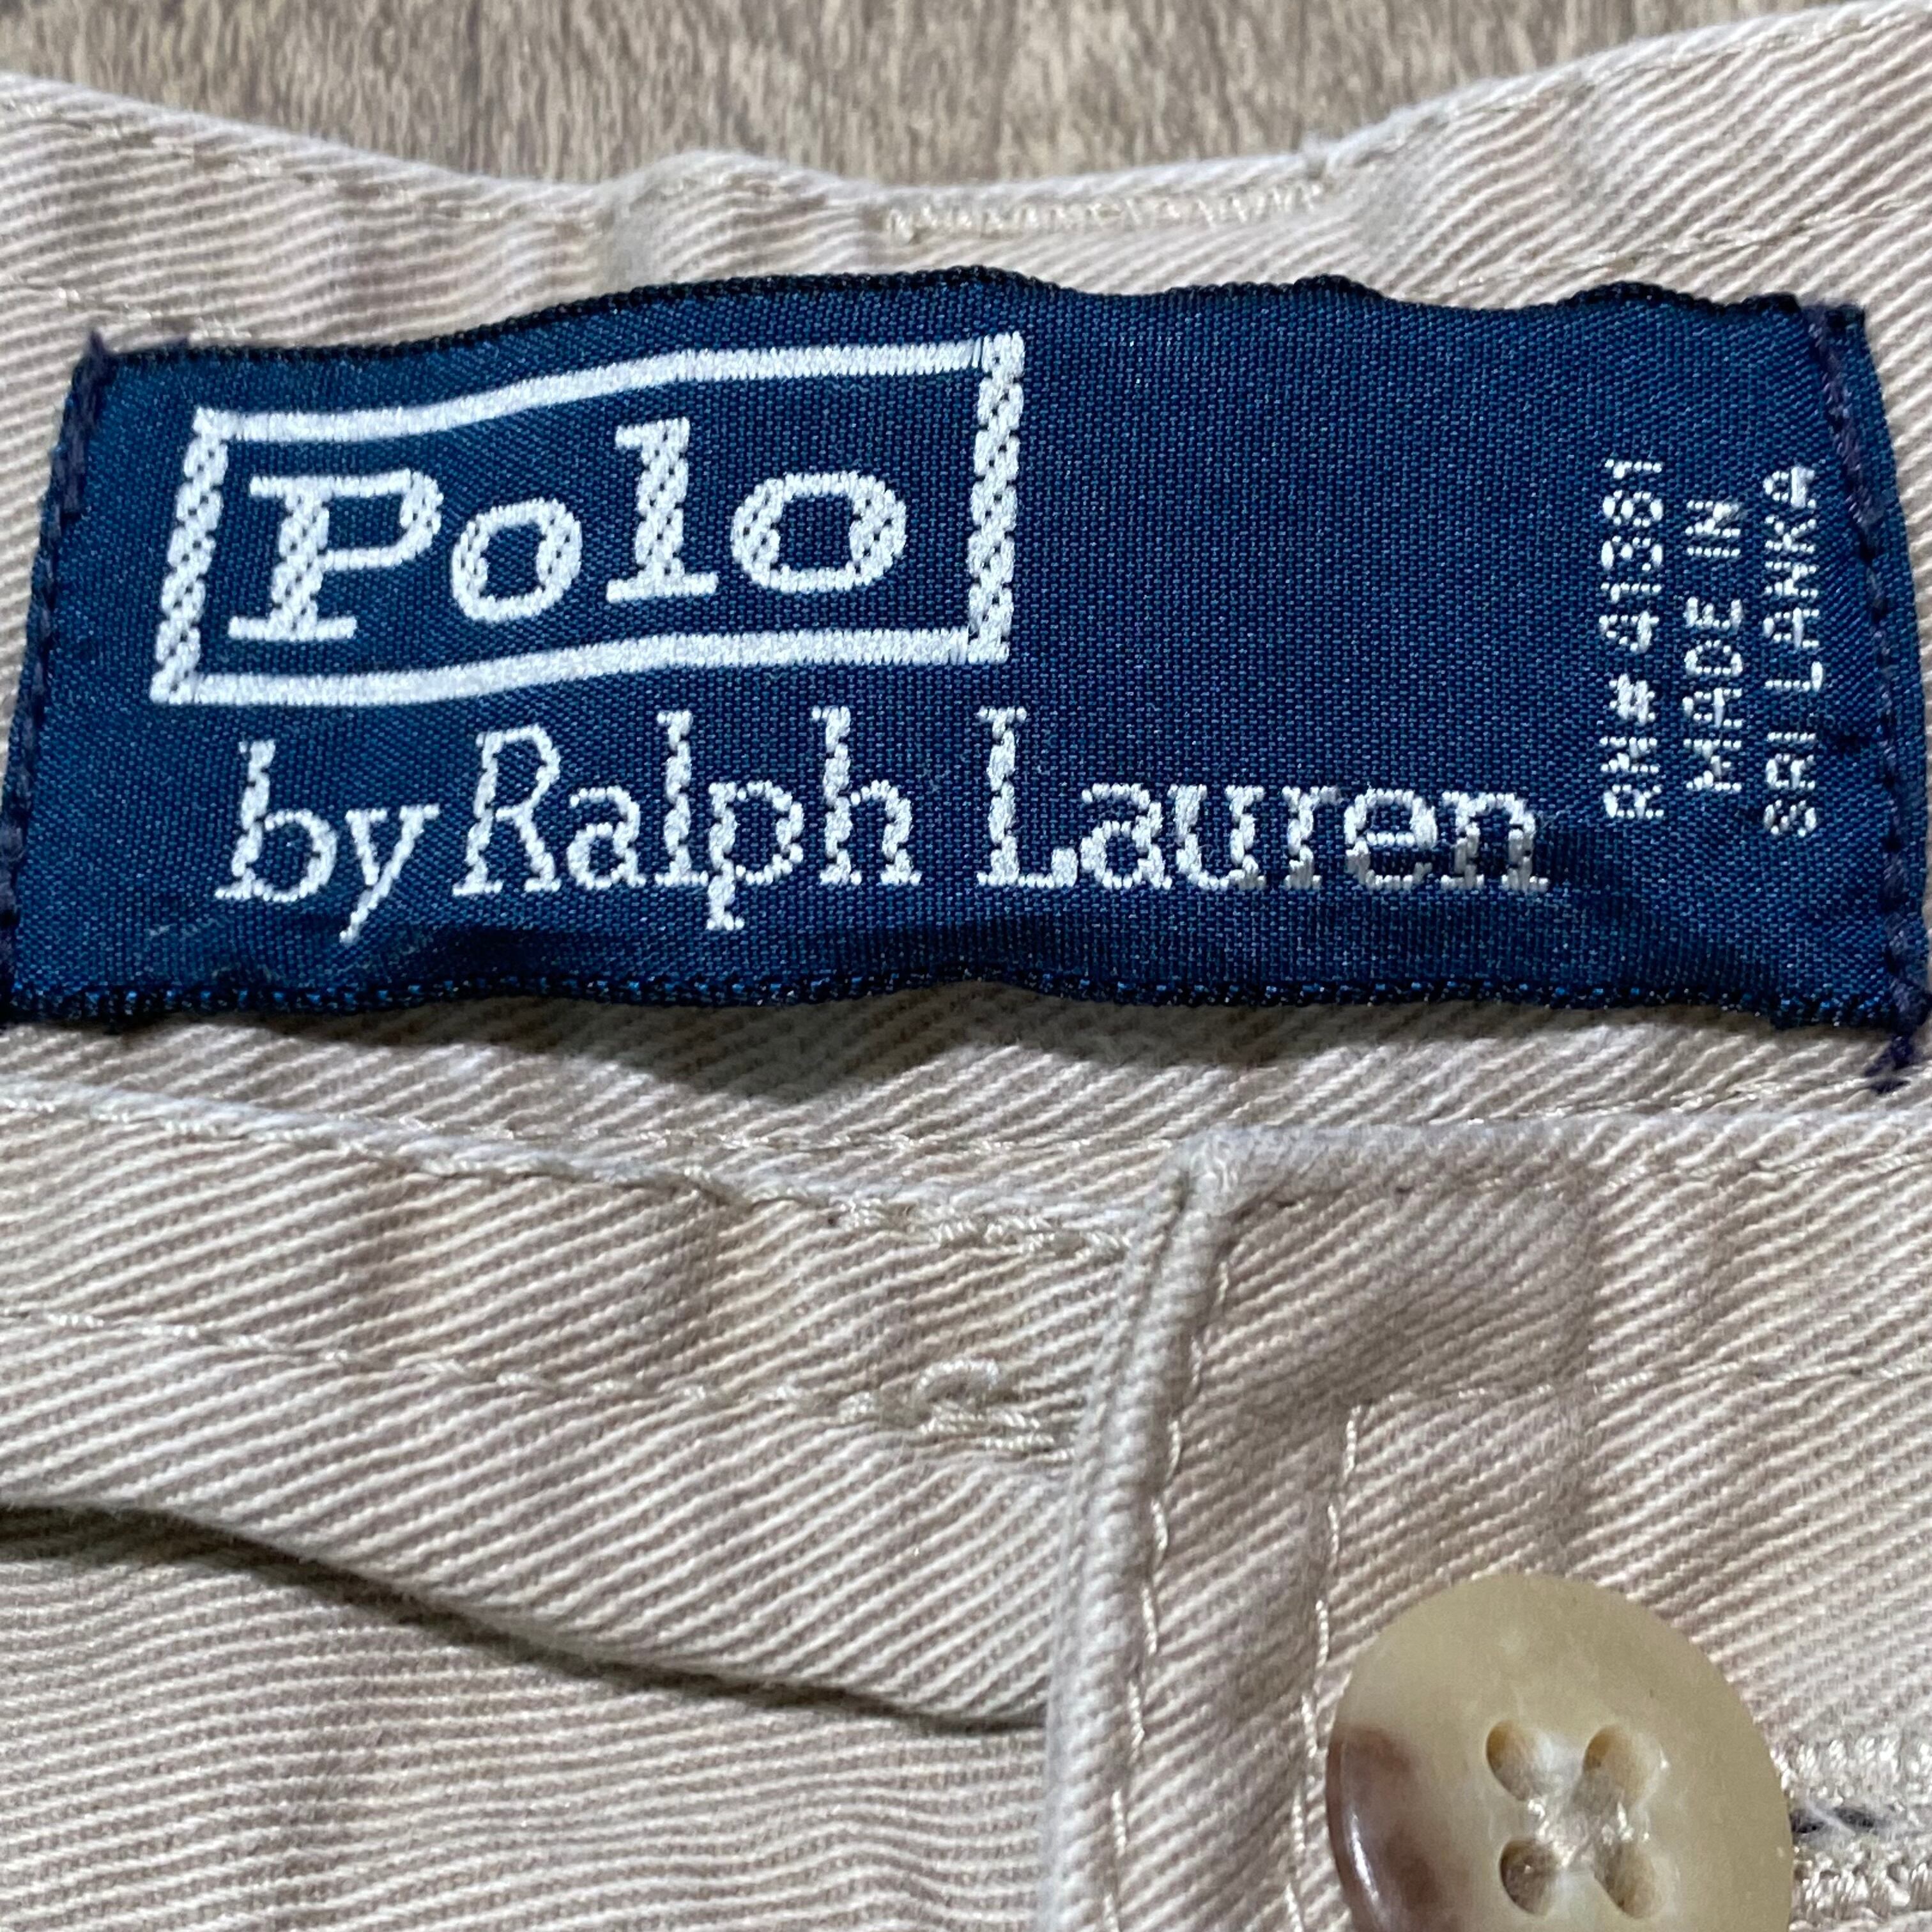 Polo
by Ralph Lauren
RN# 41381
MADE IN
SRI LANKA